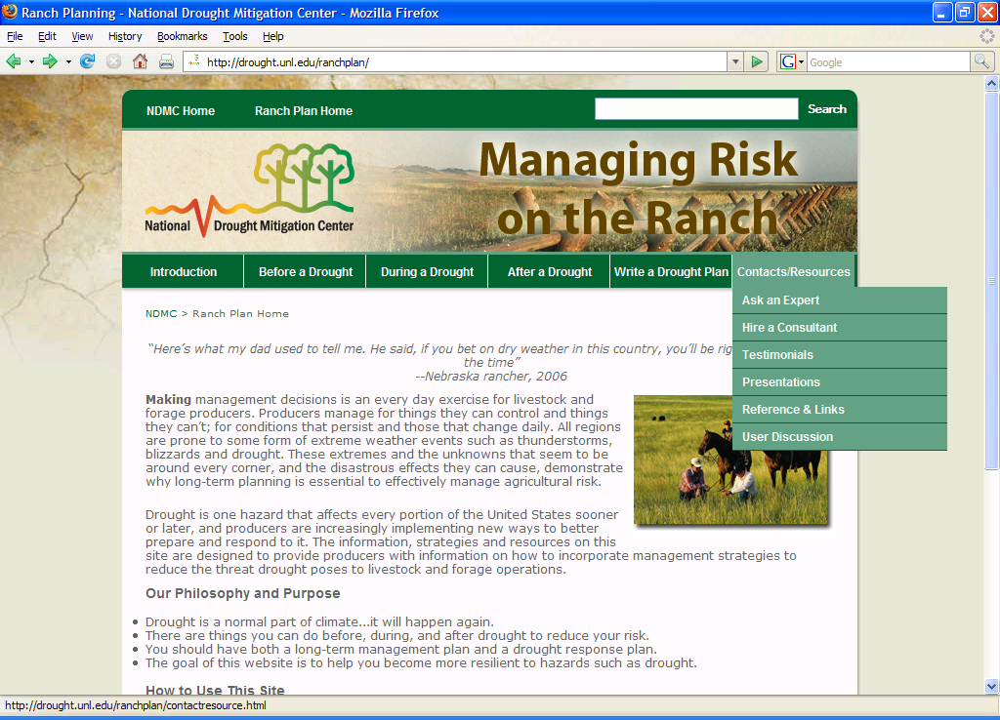 Ranch Planning - National Drought Mitigation Center - Mozilla Firefox
File Edit View History Bookmarks Tools Help
http://drought.unl.edu/ranchplan/
G Google
NDMC Home Ranch Plan Home Search
Managing Risk
on the Ranch
National Drought Mitigation Center
Introduction Before a Drought During a Drought After a Drought Write a Drought Plan Contacts/Resources
Ask an Expert
Hire a Consultant
Testimonials
Presentations
Reference & Links
User Discussion
NDMC > Ranch Plan Home
“Here’s what my dad used to tell me. He said, if you bet on dry weather in this country, you’ll be
the time”
--Nebraska rancher, 2006
Making management decisions is an every day exercise for livestock and
forage producers. Producers manage for things they can control and things
they can’t; for conditions that persist and those that change daily. All regions
are prone to some form of extreme weather events such as thunderstorms,
blizzards and drought. These extremes and the unknowns that seem to be
around every corner, and the disastrous effects they can cause, demonstrate
why long-term planning is essential to effectively manage agricultural risk.
Drought is one hazard that affects every portion of the United States sooner
or later, and producers are increasingly implementing new ways to better
prepare and respond to it. The information, strategies and resources on this
site are designed to provide producers with information on how to incorporate management strategies to
reduce the threat drought poses to livestock and forage operations.
Our Philosophy and Purpose
Drought is a normal part of climate...it will happen again.
There are things you can do before, during, and after drought to reduce your risk.
You should have both a long-term management plan and a drought response plan.
The goal of this website is to help you become more resilient to hazards such as drought.
How to Use This Site
http://drought.unl.edu/ranchplan/contactresource.html